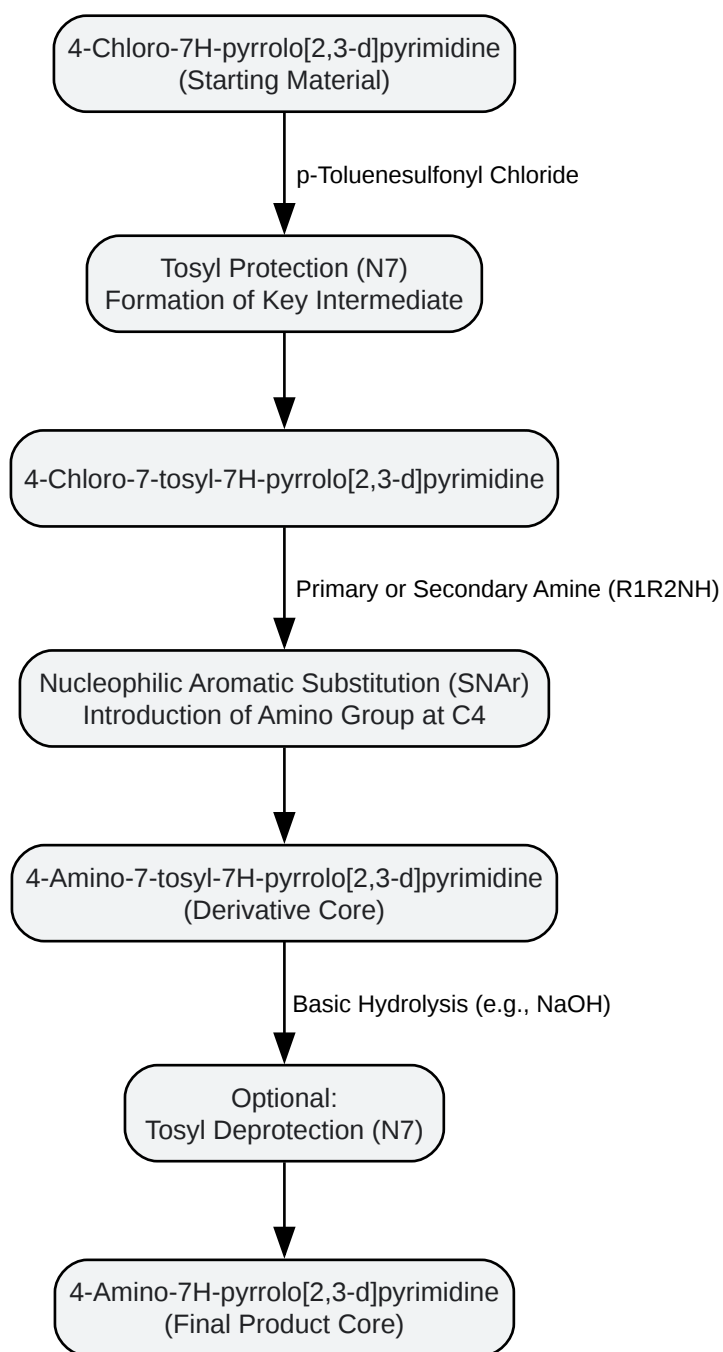 4-Chloro-7H-pyrrolo[2,3-d]pyrimidine
(Starting Material)
p-Toluenesulfonyl Chloride
Tosyl Protection (N7)
Formation of Key Intermediate
4-Chloro-7-tosyl-7H-pyrrolo[2,3-d]pyrimidine
Primary or Secondary Amine (R1R2NH)
Nucleophilic Aromatic Substitution (SNAr)
Introduction of Amino Group at C4
4-Amino-7-tosyl-7H-pyrrolo[2,3-d]pyrimidine
(Derivative Core)
Basic Hydrolysis (e.g., NaOH)
Optional:
Tosyl Deprotection (N7)
4-Amino-7H-pyrrolo[2,3-d]pyrimidine
(Final Product Core)